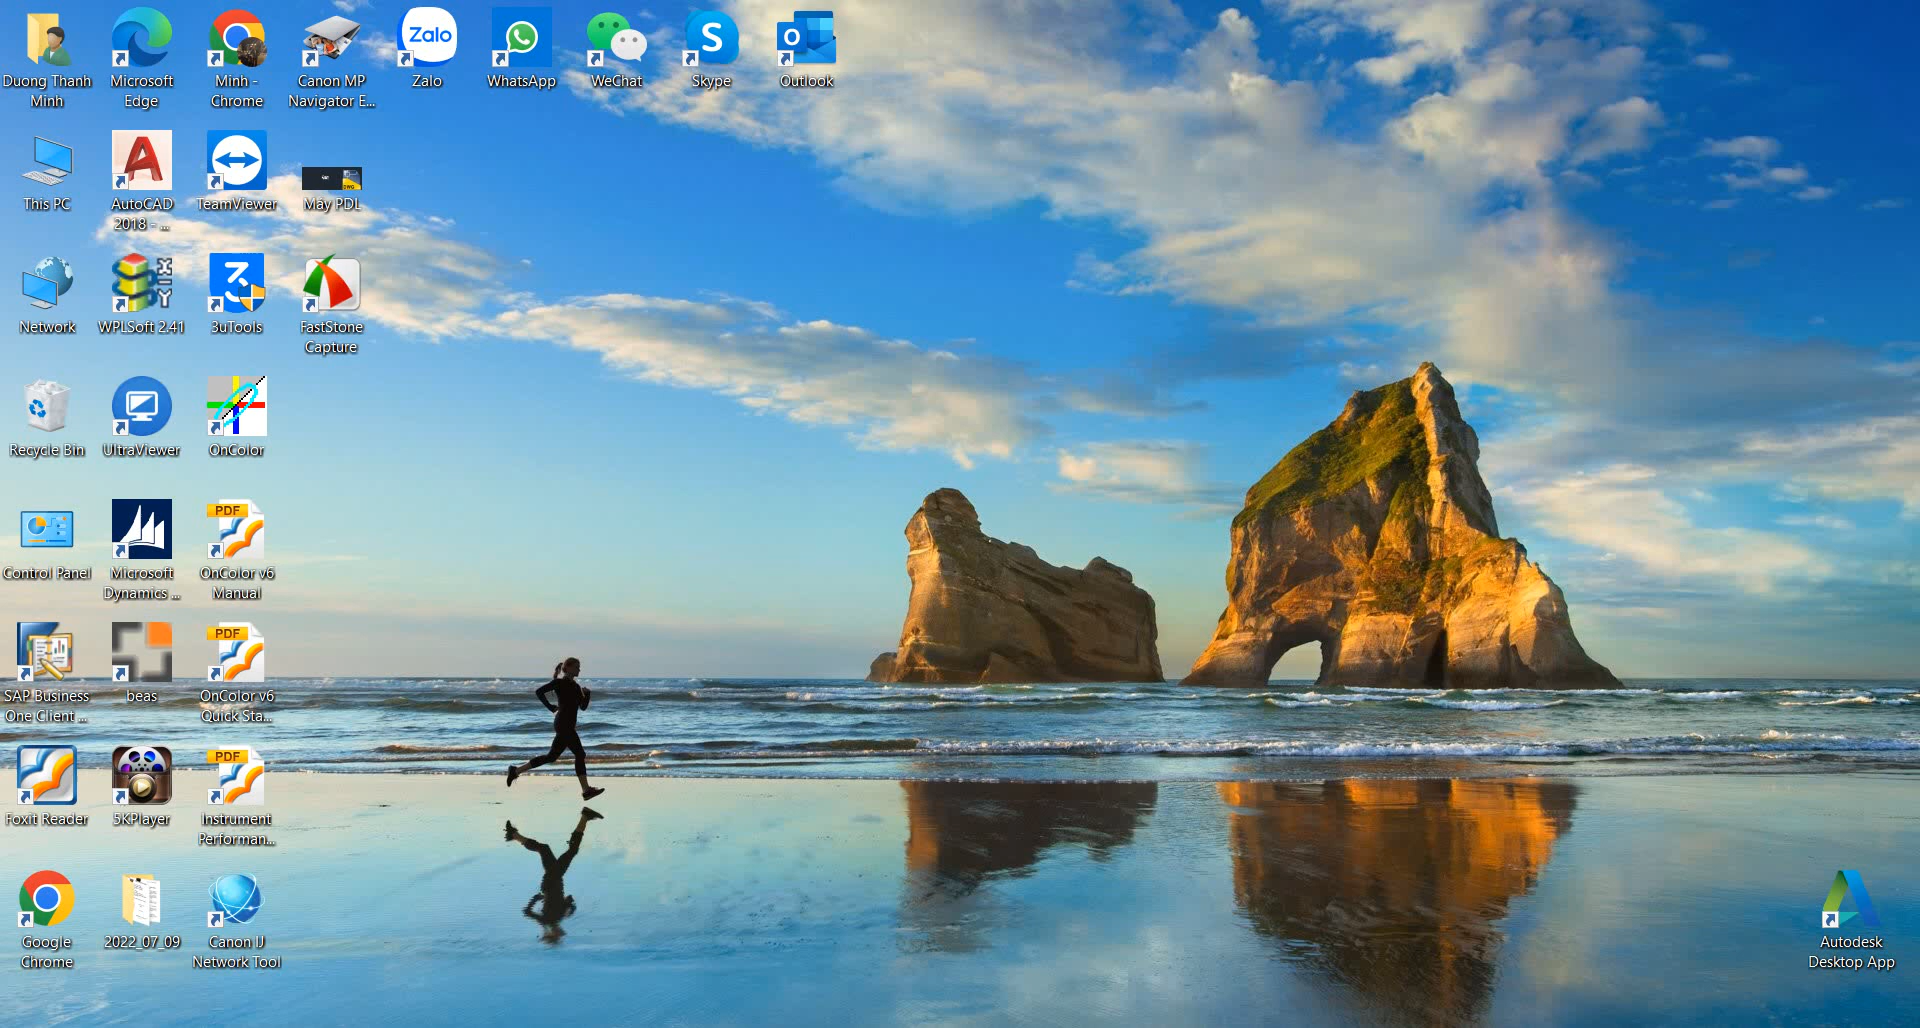 Duong Thanh
Minh
Microsoft
Edge
Minh -
Chrome
Canon MP
Navigator E...
Zalo
Zalo
WhatsApp
WeChat
S
Skype
O
Outlook
This PC
A
AutoCAD
2018 - ...
TeamViewer
DWG
Máy PDL
Network
X
Y
WPLSoft 2.41
3uTools
FastStone
Capture
Recycle Bin
UltraViewer
OnColor
Control Panel
Microsoft
Dynamics ...
PDF
OnColor v6
Manual
SAP Business
One Client ...
beas
PDF
OnColor v6
Quick Sta...
Foxit Reader
5KPlayer
PDF
Instrument
Performan...
Google
Chrome
2022_07_09
Canon IJ
Network Tool
Autodesk
Desktop App